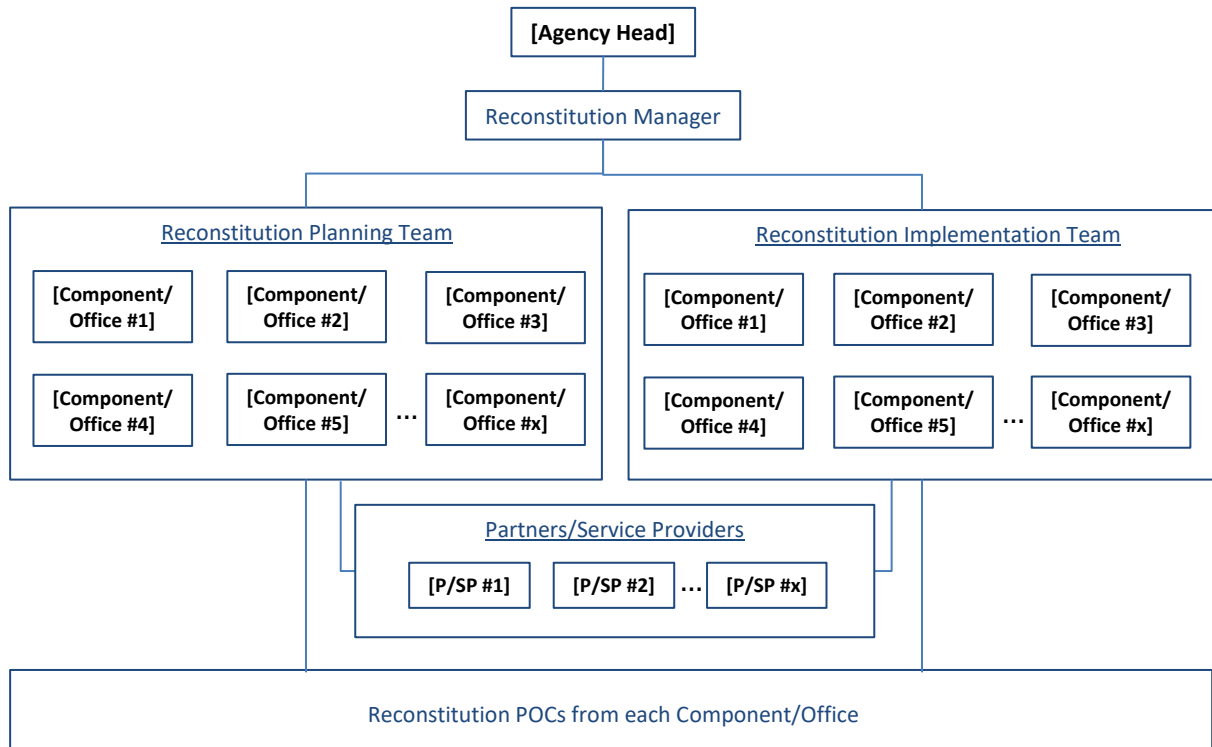 [Agency Head]
Reconstitution Manager
Reconstitution Planning Team
[Component/
Office #1]
[Component/
Office #2]
[Component/
Office #3]
[Component/
Office #4]
[Component/
Office #5]
...
[Component/
Office #x]
Reconstitution Implementation Team
[Component/
Office #1]
[Component/
Office #2]
[Component/
Office #3]
[Component/
Office #4]
[Component/
Office #5]
...
[Component/
Office #x]
Partners/Service Providers
[P/SP #1]
[P/SP #2]
...
[P/SP #x]
Reconstitution POCs from each Component/Office